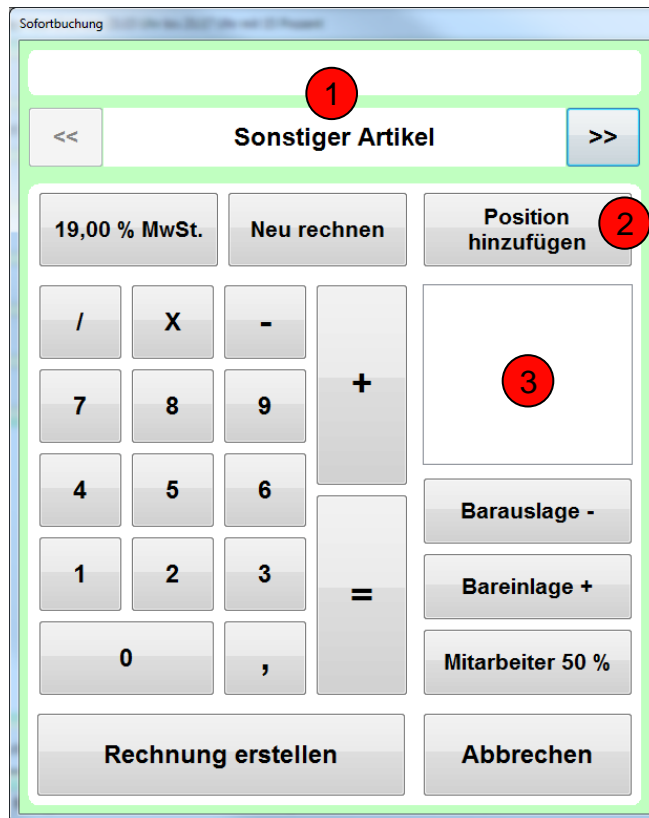 Sofortbuchung
1
<< Sonstiger Artikel >>
19,00 % MwSt. Neu rechnen Position hinzufügen 2
/ X - +
7 8 9 3
4 5 6
Barauslage -
1 2 3 = Bareinlage +
0 , Mitarbeiter 50 %
Rechnung erstellen Abbrechen